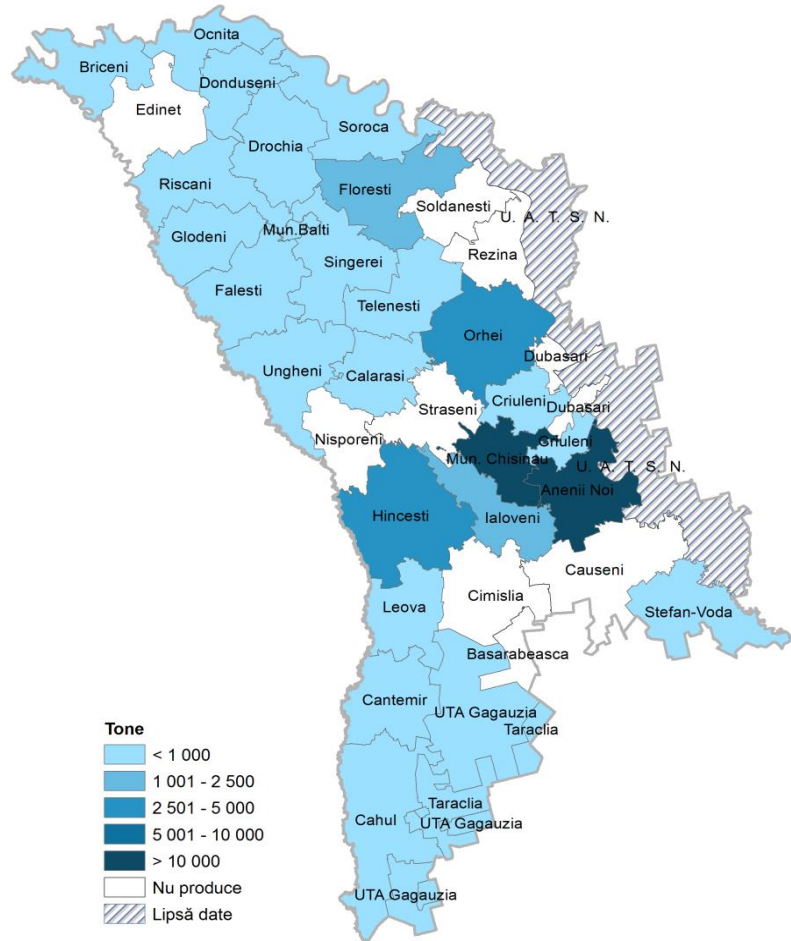 Ocnita
Briceni
Donduseni
Edinet
Soroca
Drochia
Riscani
Floresti
Soldanesti
U. A. T. S. N.
Glodeni
Mun.Balti
Singerei
Rezina
Falesti
Telenesti
Orhei
Dubasari
Ungheni
Calarasi
Criuleni
Straseni
Dubasari
Nisporeni
Criuleni
Mun. Chisinau
U. A. T. S. N.
Anenii Noi
Hincesti
Ialoveni
Causeni
Cimislia
Leova
Stefan-Voda
Basarabeasca
Cantemir
UTA Gagauzia
Taraclia
Taraclia
Cahul
UTA Gagauzia
UTA Gagauzia
Tone
< 1 000
1 001 - 2 500
2 501 - 5 000
5 001 - 10 000
> 10 000
Nu produce
Lipsă date